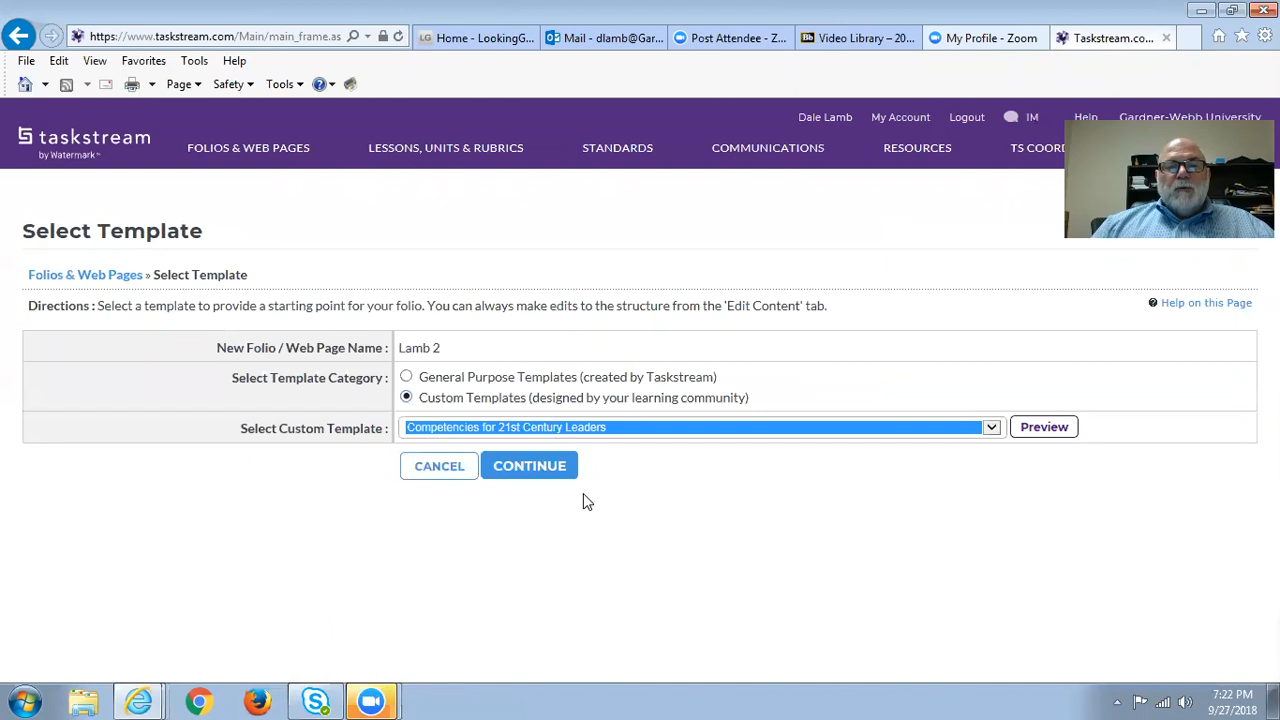 https://www.taskstream.com/Main/main_frame.as
LG Home - LookingG...
Mail - dlamb@Gar...
Post Attendee - Z...
Bb Video Library – 20...
My Profile - Zoom
Taskstream.co...
File Edit View Favorites Tools Help
Page Safety Tools
Dale Lamb My Account Logout IM Help Gardner-Webb University
taskstream
by Watermark™
FOLIOS & WEB PAGES LESSONS, UNITS & RUBRICS STANDARDS COMMUNICATIONS RESOURCES TS COORD
Select Template
Folios & Web Pages » Select Template
Directions : Select a template to provide a starting point for your folio. You can always make edits to the structure from the 'Edit Content' tab.
Help on this Page
New Folio / Web Page Name : Lamb 2
Select Template Category : General Purpose Templates (created by Taskstream)
Custom Templates (designed by your learning community)
Select Custom Template : Competencies for 21st Century Leaders Preview
CANCEL CONTINUE
7:22 PM
9/27/2018